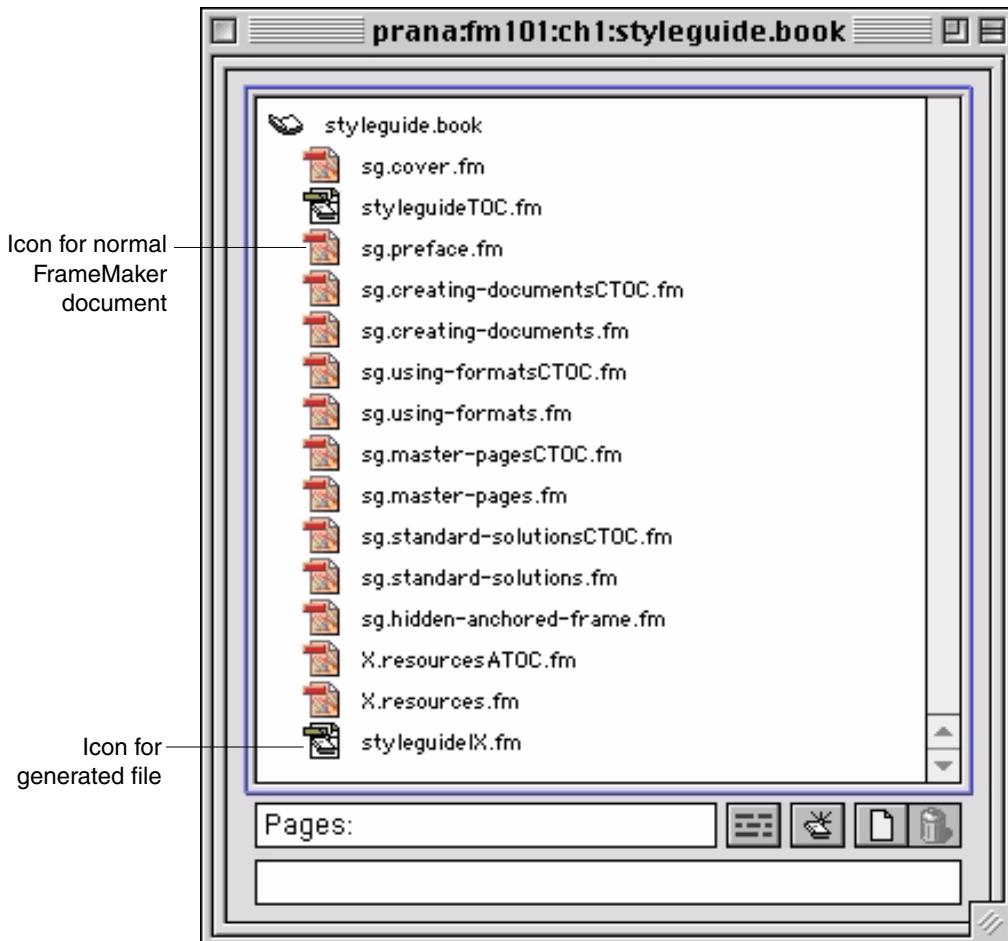 prana:fm101:ch1:styleguide.book
styleguide.book
sg.cover.fm
styleguideTOC.fm
Icon for normal
FrameMaker
document
sg.preface.fm
sg.creating-documentsCTOC.fm
sg.creating-documents.fm
sg.using-formatsCTOC.fm
sg.using-formats.fm
sg.master-pagesCTOC.fm
sg.master-pages.fm
sg.standard-solutionsCTOC.fm
sg.standard-solutions.fm
sg.hidden-anchored-frame.fm
X.resourcesATOC.fm
X.resources.fm
Icon for
generated file
styleguideIX.fm
Pages: